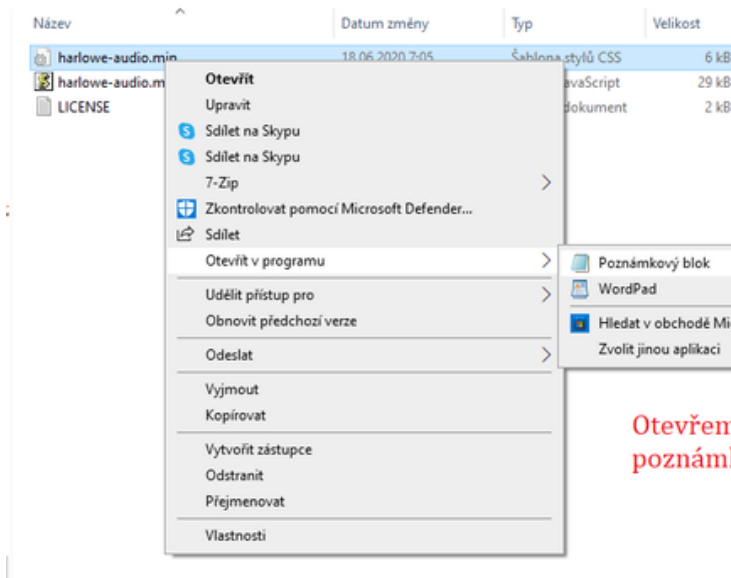 Název Datum změny Typ Velikost
harlowe-audio.min 18.06.2020 7:05 Šablona stylů CSS 6 kB
harlowe-audio.m avaScript 29 kB
LICENSE dokument 2 kB
Otevřít
Upravit
Sdílet na Skypu
Sdílet na Skypu
7-Zip
Zkontrolovat pomocí Microsoft Defender...
Sdílet
Otevřít v programu
Poznámkový blok
WordPad
Udělit přístup pro
Obnovit předchozí verze
Hledat v obchodě Mi
Zvolit jinou aplikaci
Odeslat
Vyjmout
Kopírovat
Otevřem
poznáml
Vytvořit zástupce
Odstranit
Přejmenovat
Vlastnosti